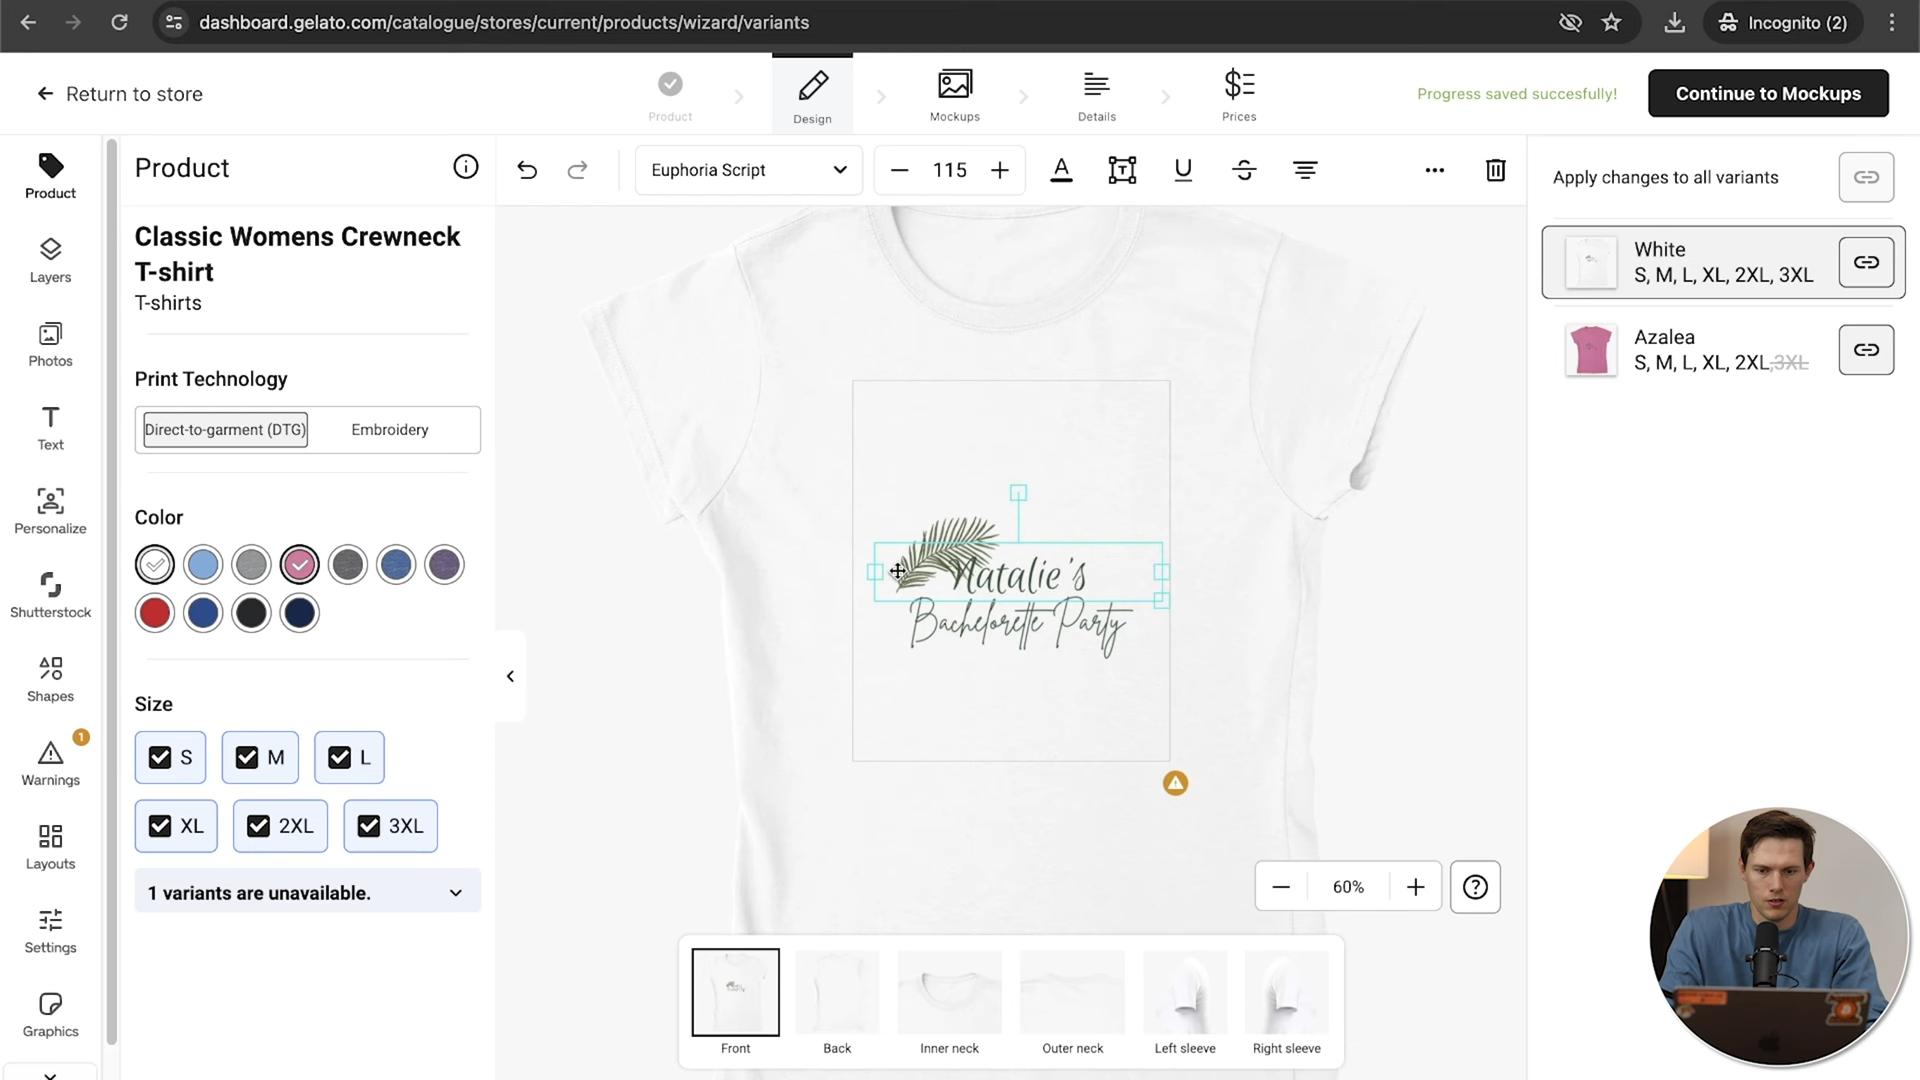 dashboard.gelato.com/catalogue/stores/current/products/wizard/variants
Incognito (2)
Return to store
Product
Design
Mockups
Details
Prices
Progress saved succesfully!
Continue to Mockups
Product
Layers
Photos
Text
Personalize
Shutterstock
Shapes
1
Warnings
Layouts
Settings
Graphics
Product
Classic Womens Crewneck
T-shirt
T-shirts
Print Technology
Direct-to-garment (DTG)
Embroidery
Color
Size
S
M
L
XL
2XL
3XL
1 variants are unavailable.
Euphoria Script
115
Natalie's
Bachelorette Party
60%
Front
Back
Inner neck
Outer neck
Left sleeve
Right sleeve
Apply changes to all variants
White
S, M, L, XL, 2XL, 3XL
Azalea
S, M, L, XL, 2XL,3XL